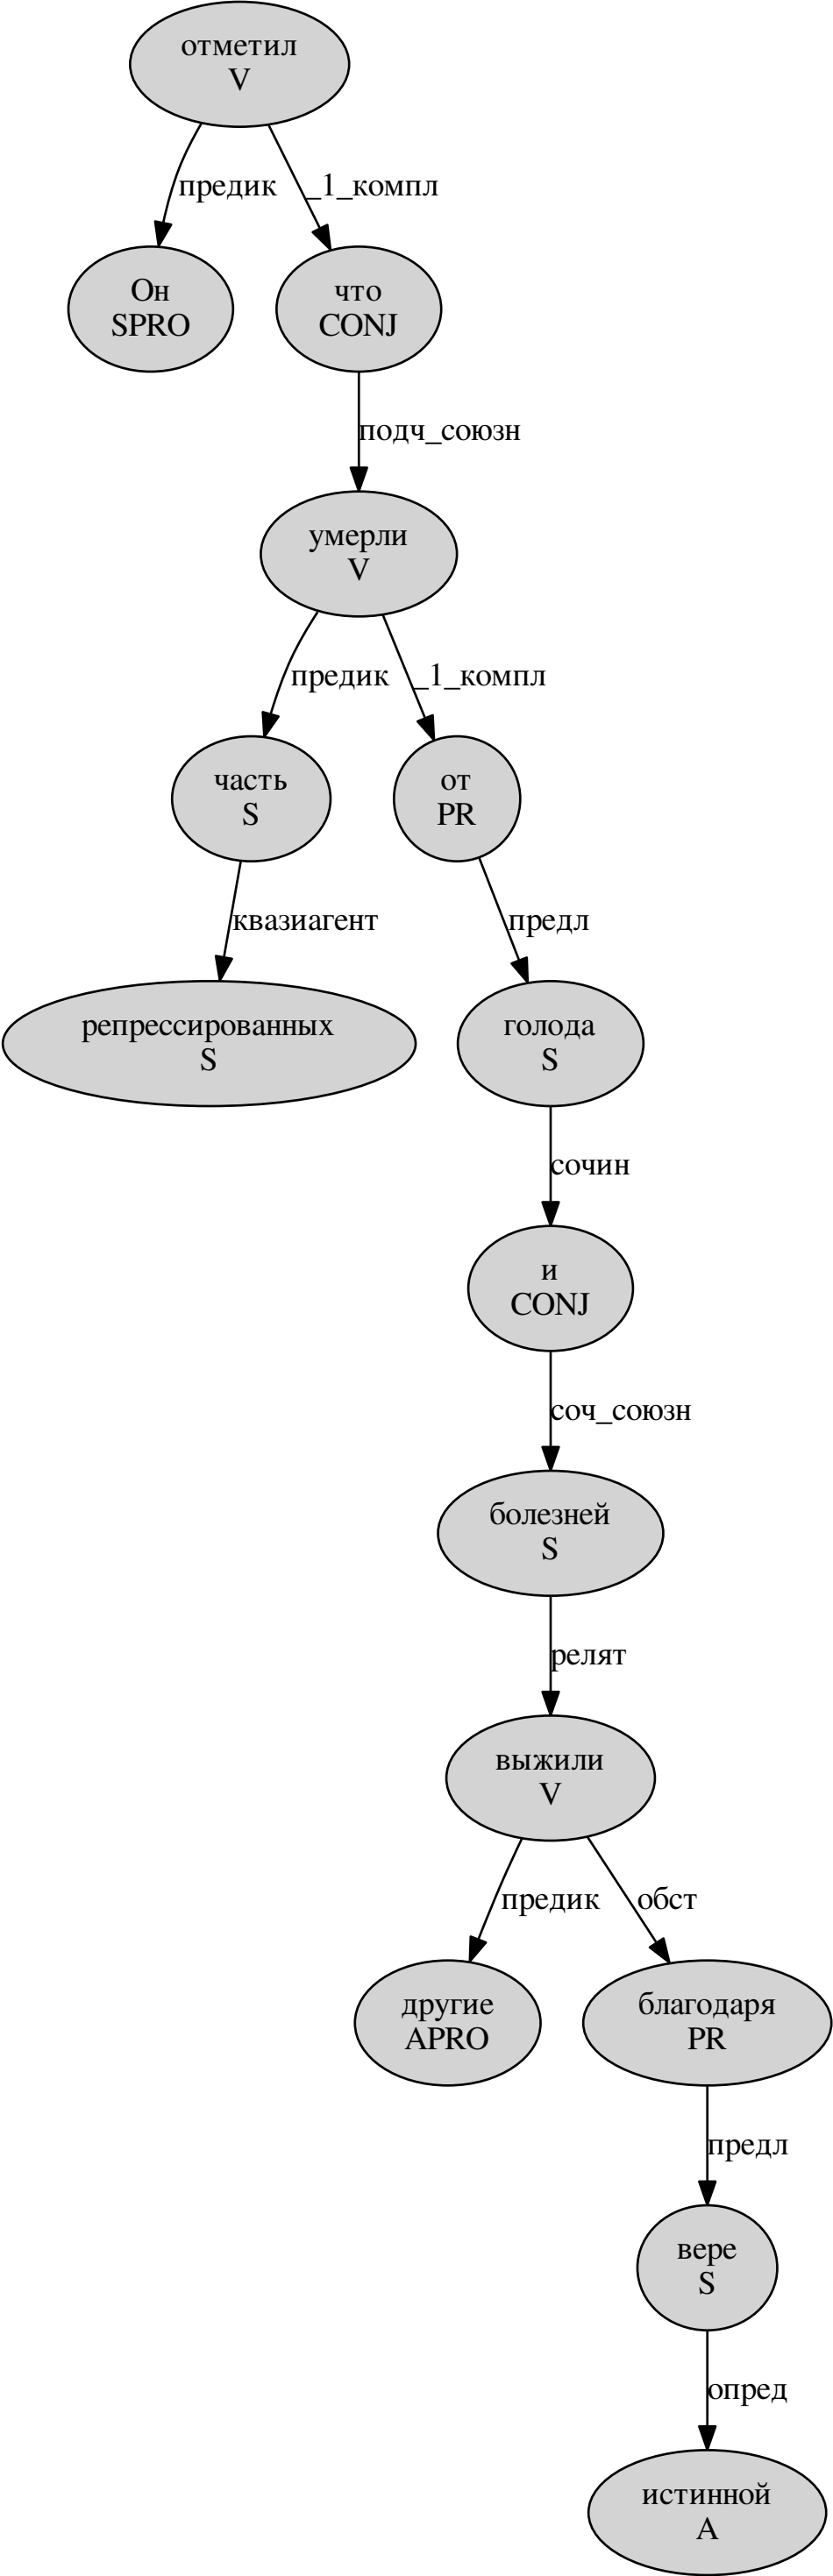 отметил
V
предик
_1_компл
Он
SPRO
что
CONJ
подч_союзн
умерли
V
предик
_1_компл
часть
S
от
PR
квазиагент
предл
репрессированных
S
голода
S
сочин
и
CONJ
соч_союзн
болезней
S
релят
выжили
V
предик
обст
другие
APRO
благодаря
PR
предл
вере
S
опред
истинной
A